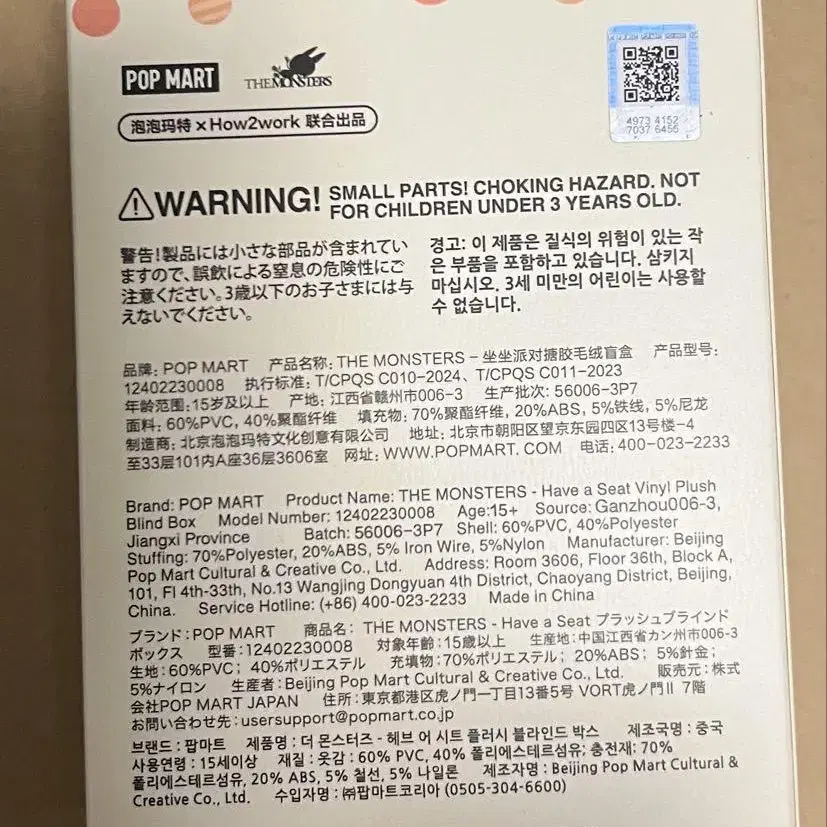 POP MART
THE MONSTERS
泡泡玛特 × How2work 联合出品
4973 4152
7037 6455
WARNING! SMALL PARTS! CHOKING HAZARD. NOT
FOR CHILDREN UNDER 3 YEARS OLD.
警告!製品には小さな部品が含まれてい
ますので、誤飲による窒息の危険性にご
注意ください。3歳以下のお子さまには与
えないでください。
경고: 이 제품은 질식의 위험이 있는 작
은 부품을 포함하고 있습니다. 삼키지
마십시오. 3세 미만의 어린이는 사용할
수 없습니다.
品牌: POP MART 产品名称: THE MONSTERS – 坐坐派对搪胶毛绒盲盒 产品型号:
12402230008 执行标准: T/CPQS C010-2024、T/CPQS C011-2023
年龄范围:15岁及以上 产地: 江西省赣州市006-3 生产批次: 56006-3P7
面料: 60%PVC, 40%聚酯纤维 填充物: 70%聚酯纤维, 20%ABS, 5%铁线, 5%尼龙
制造商: 北京泡泡玛特文化创意有限公司 地址: 北京市朝阳区望京东园四区13号楼-4
至33层101内A座36层3606室 网址: WWW.POPMART. COM 电话: 400-023-2233
Brand: POP MART Product Name: THE MONSTERS - Have a Seat Vinyl Plush
Blind Box Model Number: 12402230008 Age:15+ Source: Ganzhou006-3,
Jiangxi Province Batch: 56006-3P7 Shell: 60%PVC, 40%Polyester
Stuffing: 70%Polyester, 20%ABS, 5% Iron Wire, 5%Nylon Manufacturer: Beijing
Pop Mart Cultural & Creative Co., Ltd. Address: Room 3606, Floor 36th, Block A,
101, Fl 4th-33th, No.13 Wangjing Dongyuan 4th District, Chaoyang District, Beijing,
China. Service Hotline: (+86) 400-023-2233 Made in China
ブランド: POP MART 商品名: THE MONSTERS - Have a Seat プラッシュブラインド
ボックス 型番: 12402230008 対象年齢: 15歳以上 生産地: 中国江西省カン州市006-3
生地: 60%PVC; 40%ポリエステル 充填物: 70%ポリエステル; 20%ABS; 5%針金;
5%ナイロン 生産者: Beijing Pop Mart Cultural & Creative Co., Ltd. 販売元: 株式
会社POP MART JAPAN 住所: 東京都港区虎ノ門一丁目13番5号 VORT虎ノ門Ⅱ 7階
お問い合わせ先: usersupport@popmart.co.jp
브랜드 : 팝마트 제품명 : 더 몬스터즈 - 헤브 어 시트 플러시 블라인드 박스 제조국명 : 중국
사용연령 : 15세이상 재질 : 옷감 : 60% PVC, 40% 폴리에스테르섬유; 충전재: 70%
폴리에스테르섬유, 20% ABS, 5% 철선, 5% 나일론 제조자명 : Beijing Pop Mart Cultural &
Creative Co., Ltd. 수입자명 : ㈜팝마트코리아 (0505-304-6600)